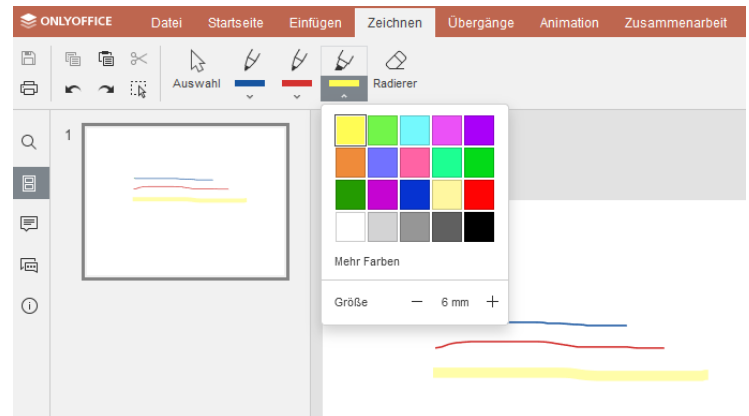 ONLYOFFICE Datei Startseite Einfügen Zeichnen Übergänge Animation Zusammenarbeit
Auswahl Radierer
1
Mehr Farben
Größe 6 mm